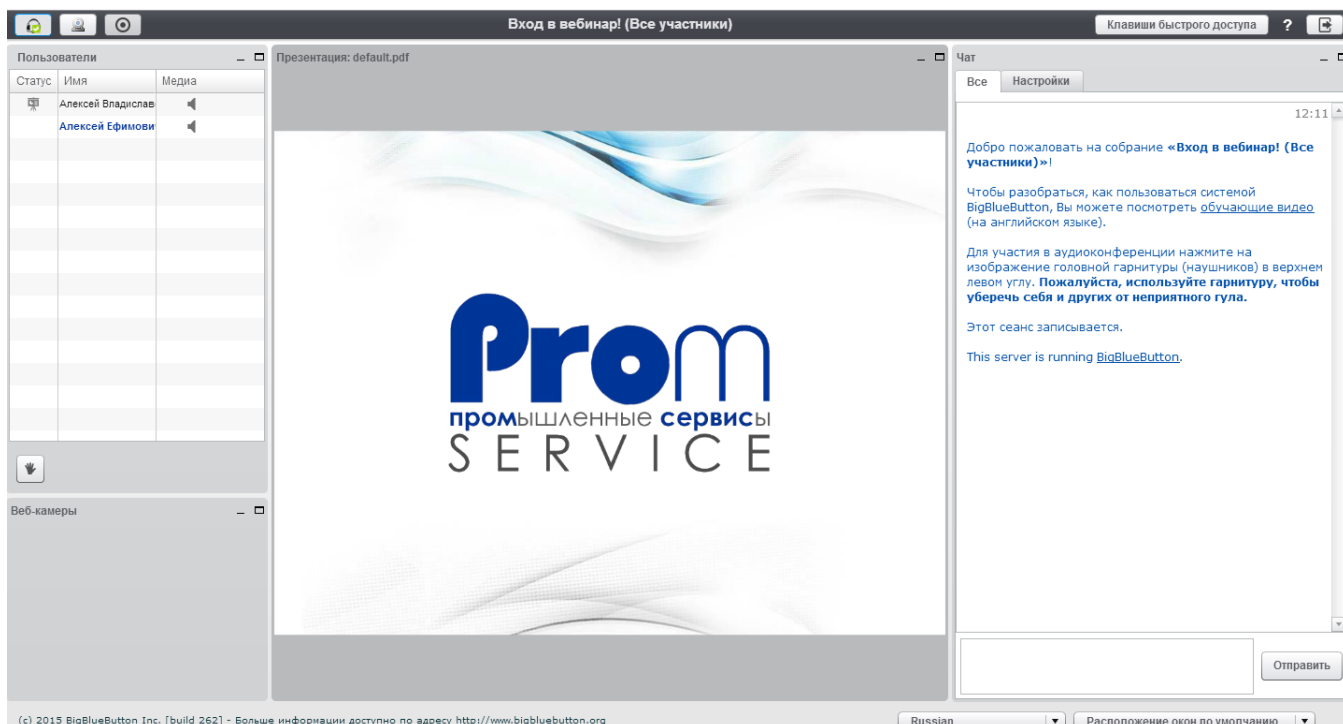 Вход в вебинар! (Все участники)
Клавиши быстрого доступа
?
Пользователи
Статус Имя Медиа
Алексей Владислав
Алексей Ефимови
Веб-камеры
Презентация: default.pdf
Prom
промышленные сервисы
SERVICE
Чат
Все Настройки
12:11
Добро пожаловать на собрание «Вход в вебинар! (Все
участники)»!
Чтобы разобраться, как пользоваться системой
BigBlueButton, Вы можете посмотреть обучающие видео
(на английском языке).
Для участия в аудиоконференции нажмите на
изображение головной гарнитуры (наушников) в верхнем
левом углу. Пожалуйста, используйте гарнитуру, чтобы
уберечь себя и других от неприятного гула.
Этот сеанс записывается.
This server is running BigBlueButton.
Отправить
(c) 2015 BigBlueButton Inc. [build 262] - Больше информации доступно по адресу http://www.bigbluebutton.org
Russian
Расположение окон по умолчанию